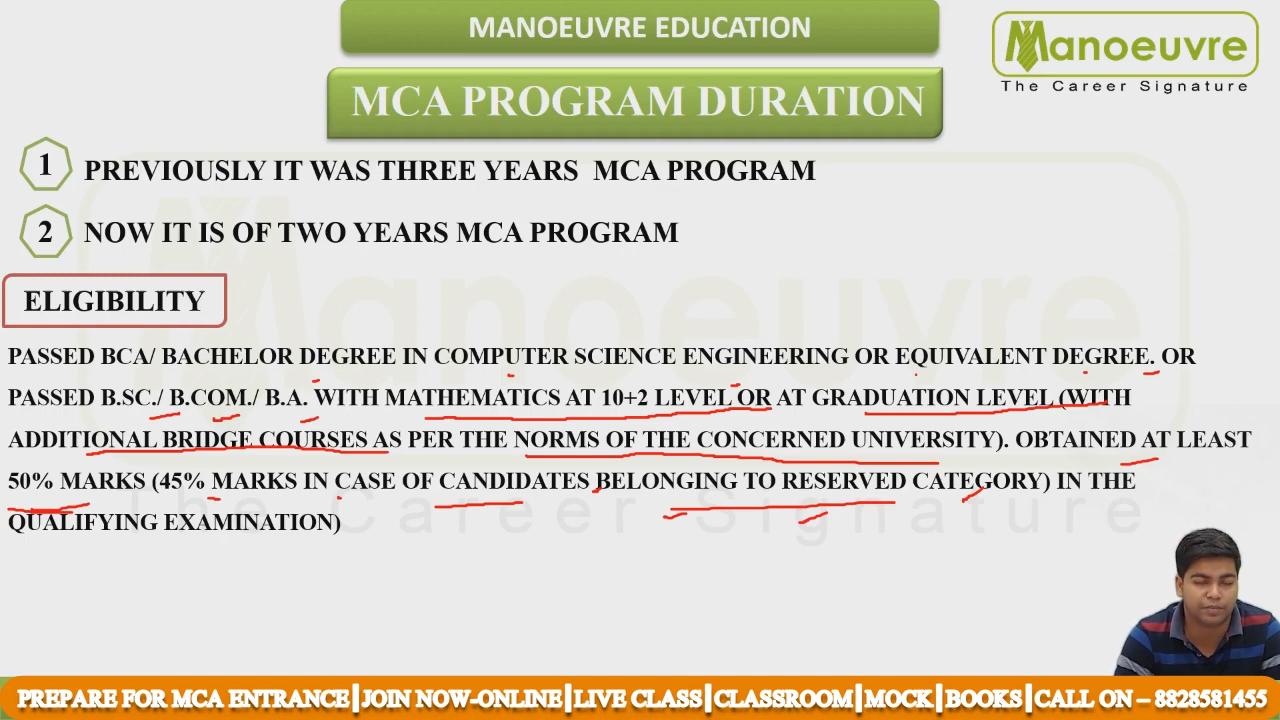 MANOEUVRE EDUCATION
Manoeuvre
The Career Signature
MCA PROGRAM DURATION
1 PREVIOUSLY IT WAS THREE YEARS MCA PROGRAM
2 NOW IT IS OF TWO YEARS MCA PROGRAM
ELIGIBILITY
PASSED BCA/ BACHELOR DEGREE IN COMPUTER SCIENCE ENGINEERING OR EQUIVALENT DEGREE. OR
PASSED B.SC./ B.COM./ B.A. WITH MATHEMATICS AT 10+2 LEVEL OR AT GRADUATION LEVEL (WITH
ADDITIONAL BRIDGE COURSES AS PER THE NORMS OF THE CONCERNED UNIVERSITY). OBTAINED AT LEAST
50% MARKS (45% MARKS IN CASE OF CANDIDATES BELONGING TO RESERVED CATEGORY) IN THE
QUALIFYING EXAMINATION)
Manoeuvre
The Career Signature
PREPARE FOR MCA ENTRANCE|JOIN NOW-ONLINE|LIVE CLASS|CLASSROOM|MOCK|BOOKS|CALL ON – 8828581455